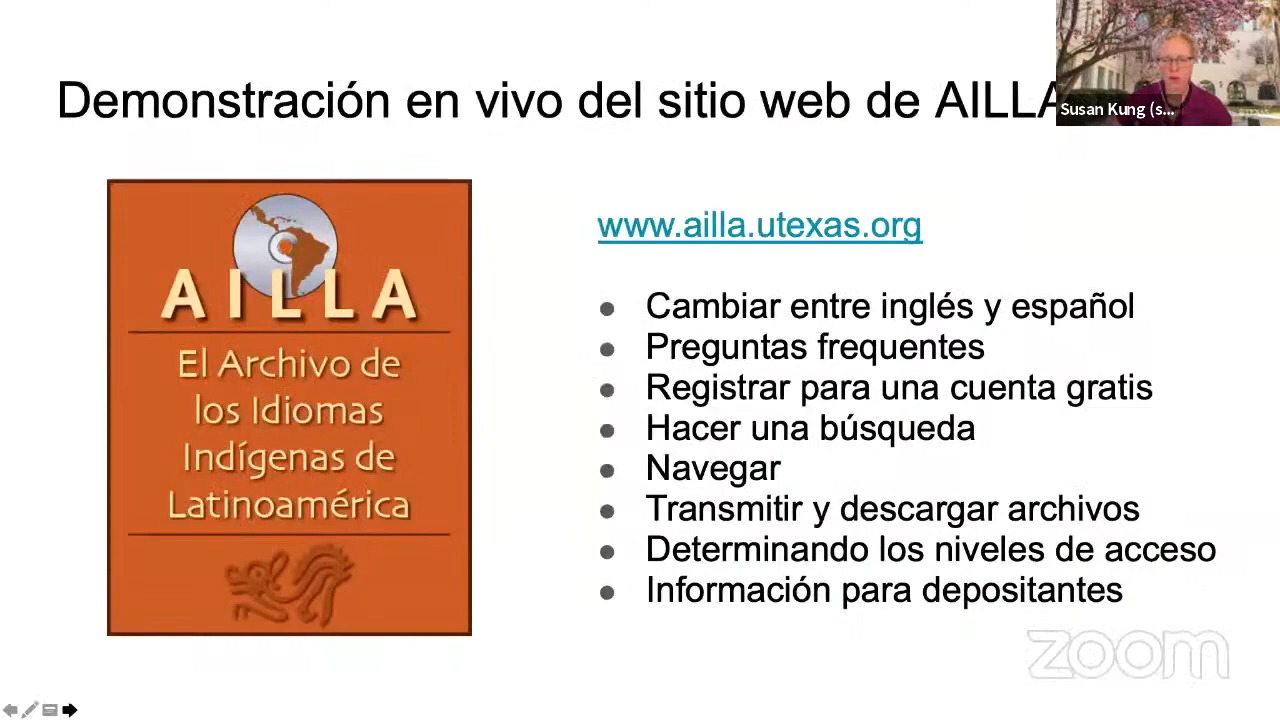 Demostración en vivo del sitio web de AILLA
Susan Kung (s...
AILLA
El Archivo de
los Idiomas
Indígenas de
Latinoamérica
www.ailla.utexas.org
Cambiar entre inglés y español
Preguntas frequentes
Registrar para una cuenta gratis
Hacer una búsqueda
Navegar
Transmitir y descargar archivos
Determinando los niveles de acceso
Información para depositantes
zoom